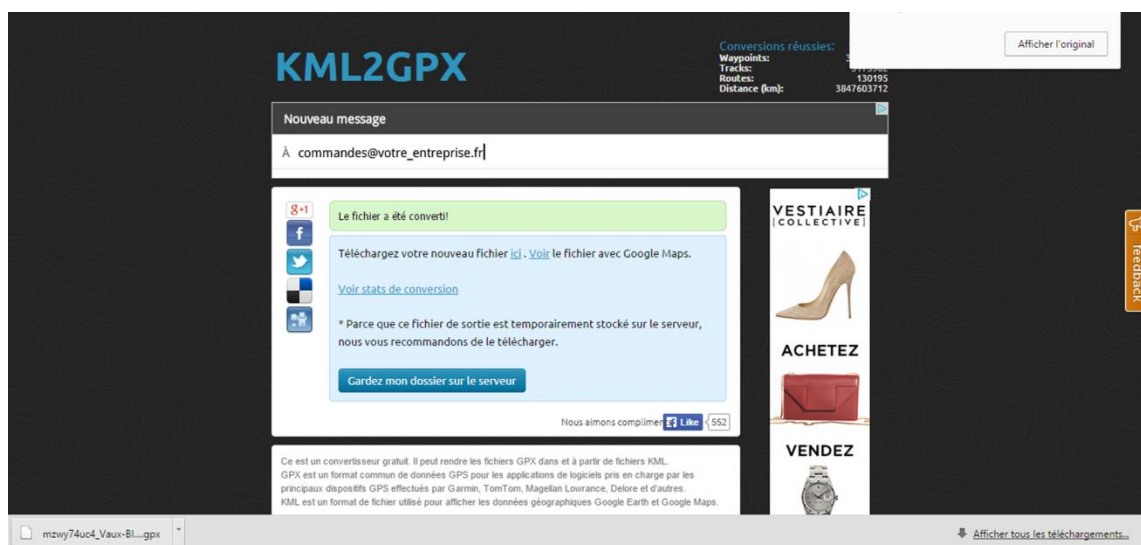 Afficher l'original
KML2GPX
Conversions réussies:
Waypoints:
Tracks:
Routes: 130195
Distance (km): 3847603712
Nouveau message
À commandes@votre_entreprise.fr
g+1
Le fichier a été converti!
Téléchargez votre nouveau fichier ici . Voir le fichier avec Google Maps.
Voir stats de conversion
* Parce que ce fichier de sortie est temporairement stocké sur le serveur,
nous vous recommandons de le télécharger.
Gardez mon dossier sur le serveur
Nous aimons compliments Like 552
VESTIAIRE
|COLLECTIVE|
ACHETEZ
VENDEZ
feedback
Ce est un convertisseur gratuit. Il peut rendre les fichiers GPX dans et à partir de fichiers KML.
GPX est un format commun de données GPS pour les applications de logiciels pris en charge par les
principaux dispositifs GPS effectués par Garmin, TomTom, Magellan Lowrance, Delore et d'autres.
KML est un format de fichier utilisé pour afficher les données géographiques Google Earth et Google Maps.
mzwy74uc4_Vaux-Bl....gpx
Afficher tous les téléchargements...